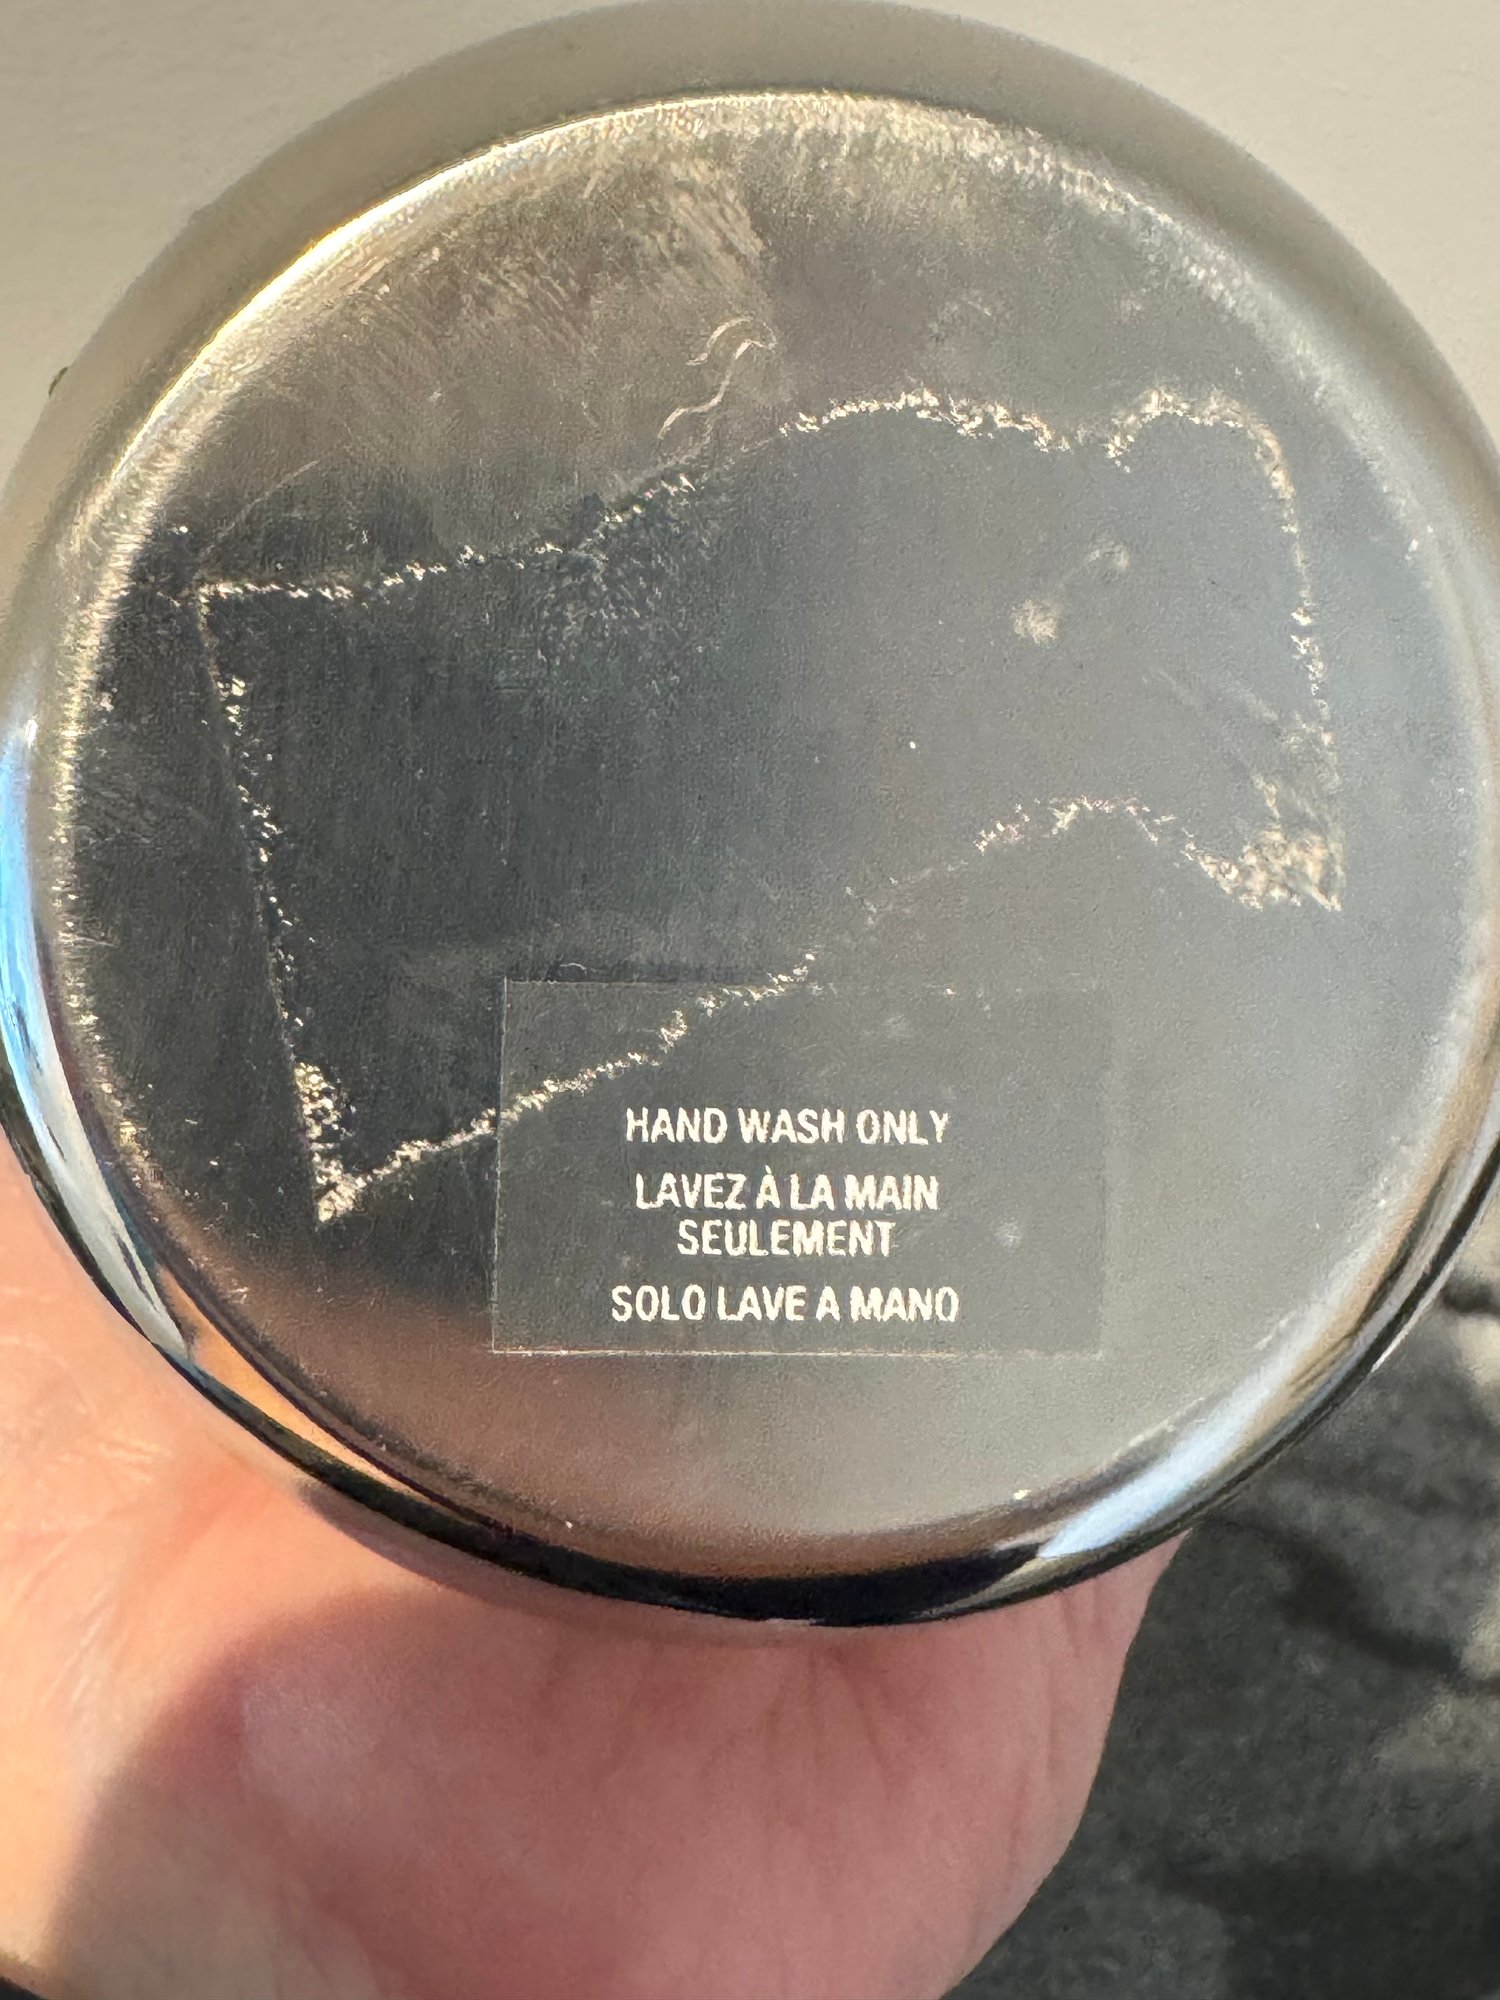 HAND WASH ONLY
LAVEZ À LA MAIN
SEULEMENT
SOLO LAVE A MANO